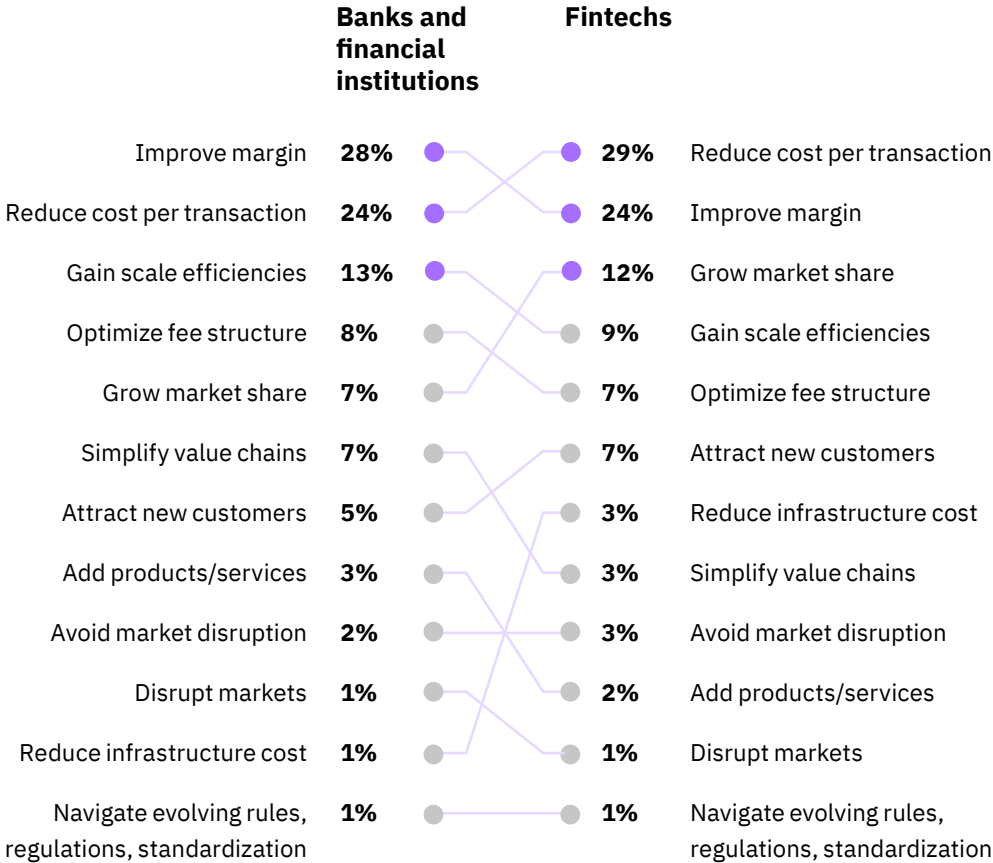 Banks and
financial
institutions
Fintechs
Improve margin 28% 29% Reduce cost per transaction
Reduce cost per transaction 24% 24% Improve margin
Gain scale efficiencies 13% 12% Grow market share
Optimize fee structure 8% 9% Gain scale efficiencies
Grow market share 7% 7% Optimize fee structure
Simplify value chains 7% 7% Attract new customers
Attract new customers 5% 3% Reduce infrastructure cost
Add products/services 3% 3% Simplify value chains
Avoid market disruption 2% 3% Avoid market disruption
Disrupt markets 1% 2% Add products/services
Reduce infrastructure cost 1% 1% Disrupt markets
Navigate evolving rules, 1% 1% Navigate evolving rules,
regulations, standardization regulations, standardization